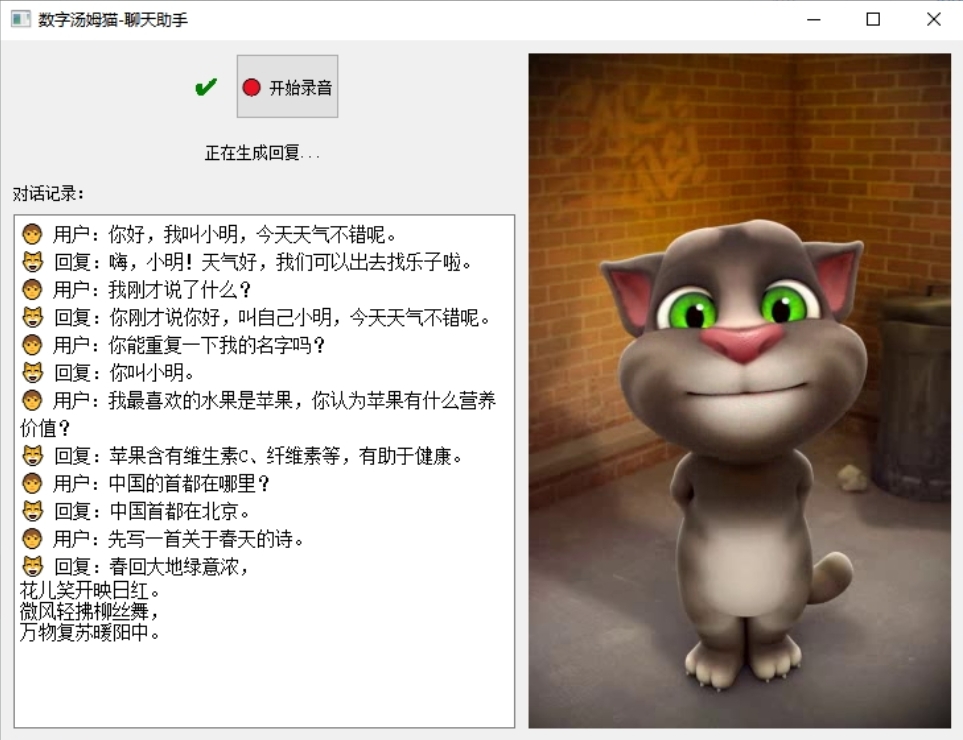 数字汤姆猫-聊天助手
开始录音
正在生成回复...
对话记录：
用户：你好，我叫小明，今天天气不错呢。
回复：嗨，小明！天气好，我们可以出去找乐子啦。
用户：我刚才说了什么？
回复：你刚才说你好，叫自己小明，今天天气不错呢。
用户：你能重复一下我的名字吗？
回复：你叫小明。
用户：我最喜欢的水果是苹果，你认为苹果有什么营养
价值？
回复：苹果含有维生素C、纤维素等，有助于健康。
用户：中国的首都在哪里？
回复：中国首都在北京。
用户：先写一首关于春天的诗。
回复：春回大地绿意浓，
花儿笑开映日红。
微风轻拂柳丝舞，
万物复苏暖阳中。